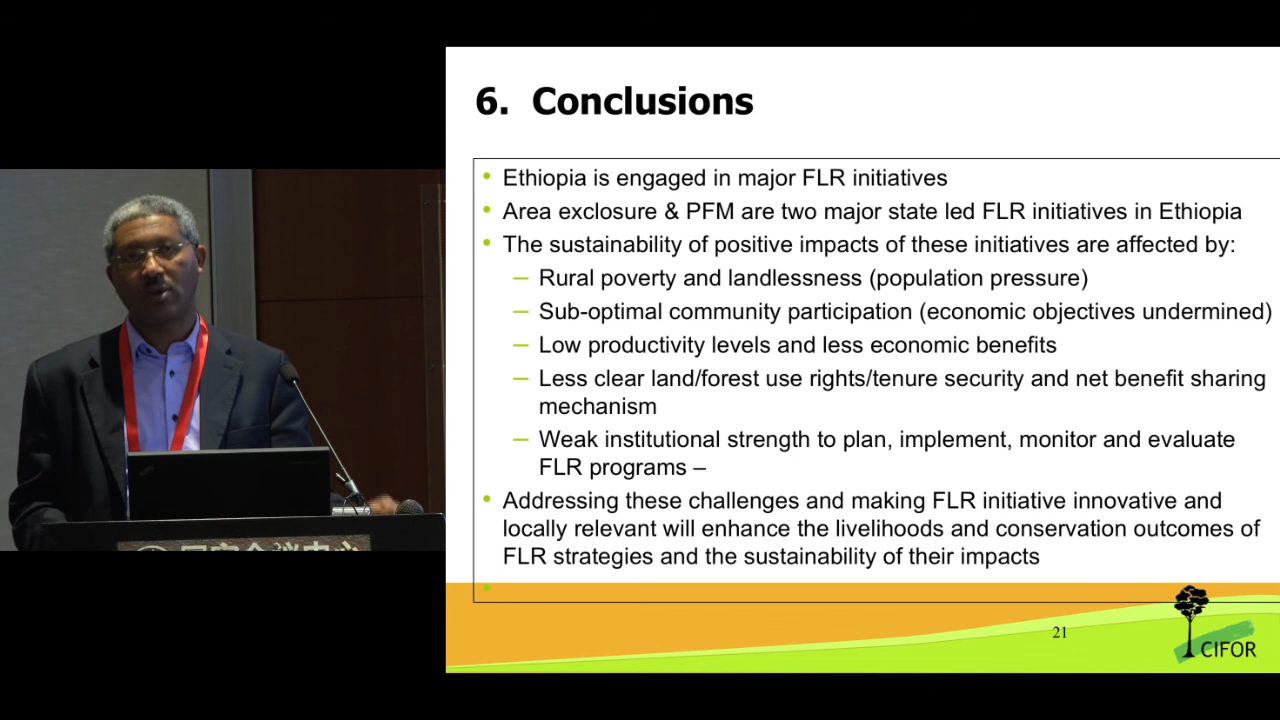 6. Conclusions
• Ethiopia is engaged in major FLR initiatives
• Area exclosure & PFM are two major state led FLR initiatives in Ethiopia
• The sustainability of positive impacts of these initiatives are affected by:
– Rural poverty and landlessness (population pressure)
– Sub-optimal community participation (economic objectives undermined)
– Low productivity levels and less economic benefits
– Less clear land/forest use rights/tenure security and net benefit sharing
mechanism
– Weak institutional strength to plan, implement, monitor and evaluate
FLR programs –
• Addressing these challenges and making FLR initiative innovative and
locally relevant will enhance the livelihoods and conservation outcomes of
FLR strategies and the sustainability of their impacts
•
21
CIFOR